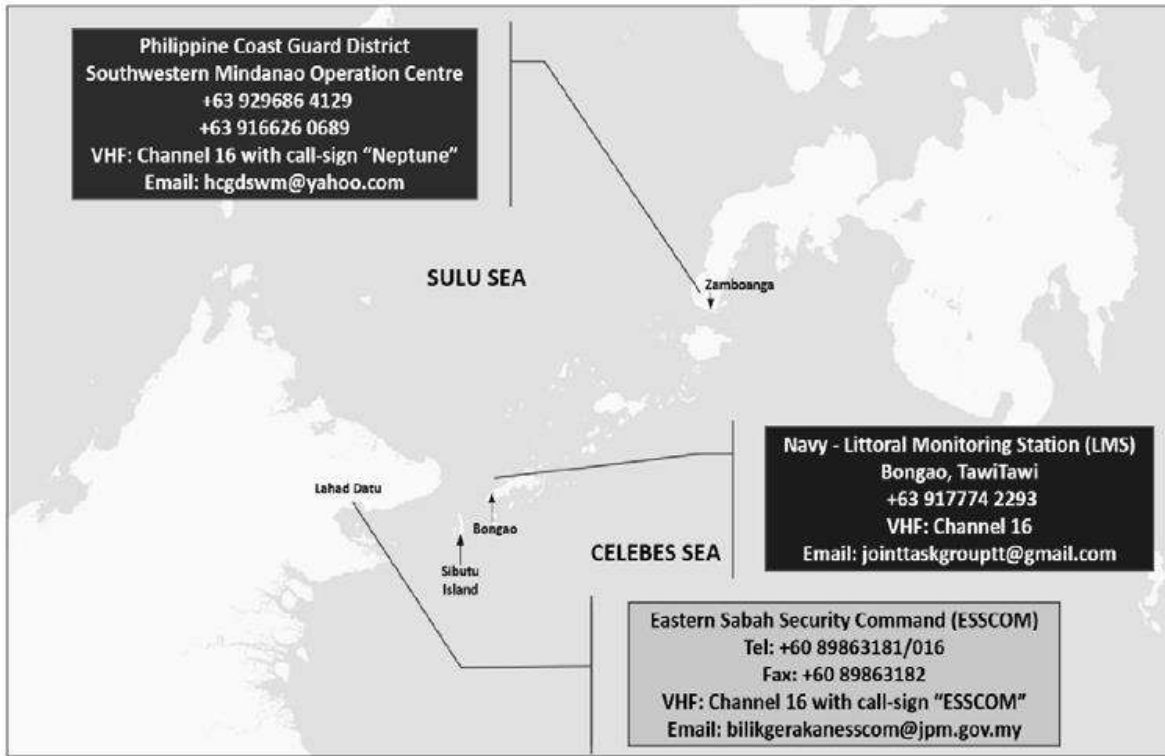 Philippine Coast Guard District
Southwestern Mindanao Operation Centre
+63 929686 4129
+63 916626 0689
VHF: Channel 16 with call-sign “Neptune”
Email: hcgdswm@yahoo.com
SULU SEA
Zamboanga
Navy - Littoral Monitoring Station (LMS)
Bongao, TawiTawi
+63 917774 2293
VHF: Channel 16
Email: jointtaskgrouptt@gmail.com
Lahad Datu
Bongao
CELEBES SEA
Sibutu
Island
Eastern Sabah Security Command (ESSCOM)
Tel: +60 89863181/016
Fax: +60 89863182
VHF: Channel 16 with call-sign “ESSCOM”
Email: bilikgerakanesscom@jpm.gov.my